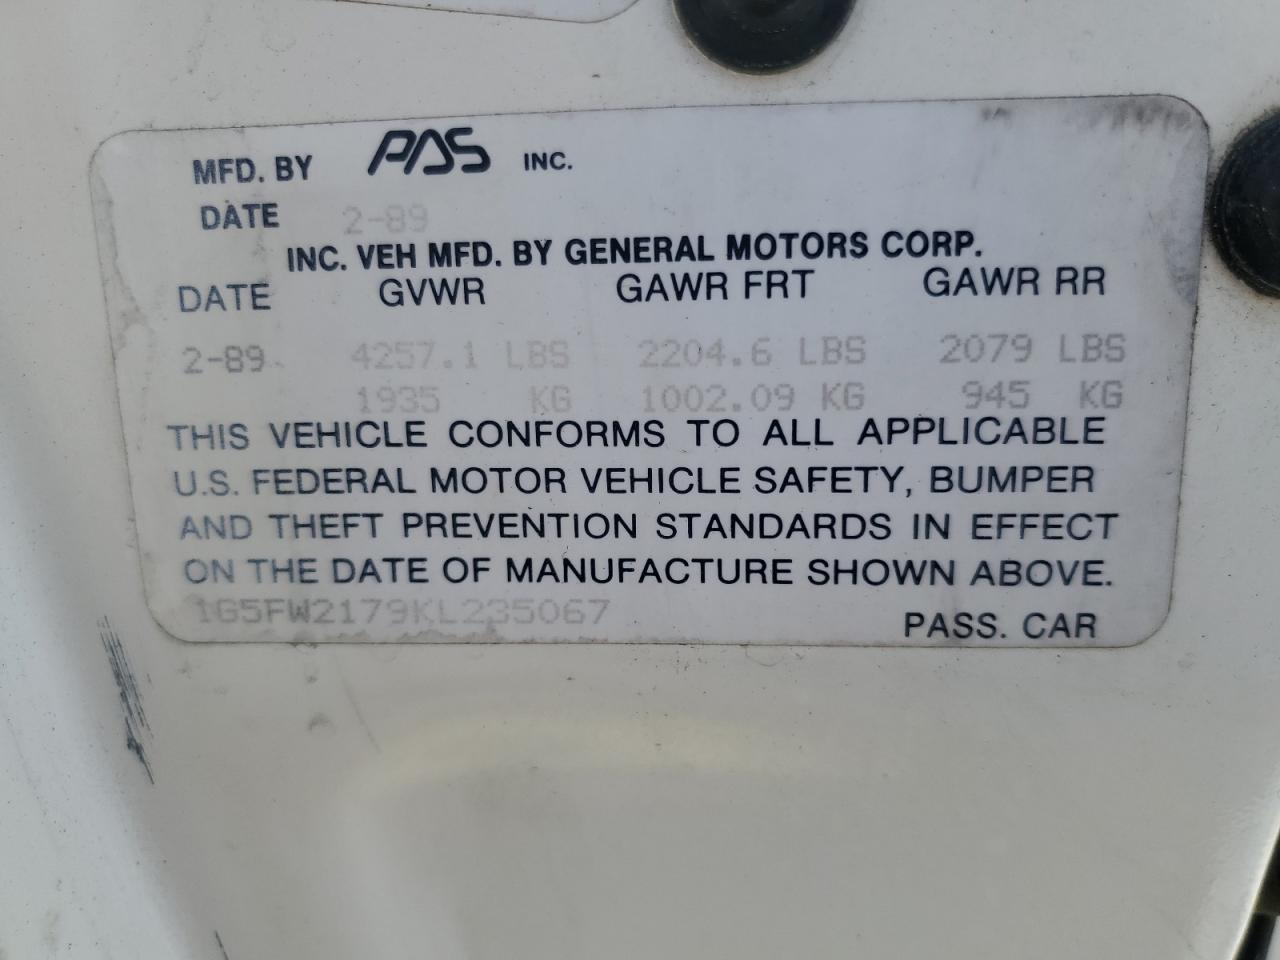 MFD. BY PAS INC.
DATE 2-89
INC. VEH MFD. BY GENERAL MOTORS CORP.
DATE GVWR GAWR FRT GAWR RR
2-89 4257.1 LBS 2204.6 LBS 2079 LBS
1935 KG 1002.09 KG 945 KG
THIS VEHICLE CONFORMS TO ALL APPLICABLE
U.S. FEDERAL MOTOR VEHICLE SAFETY, BUMPER
AND THEFT PREVENTION STANDARDS IN EFFECT
ON THE DATE OF MANUFACTURE SHOWN ABOVE.
1G5FW2179KL235067 PASS. CAR